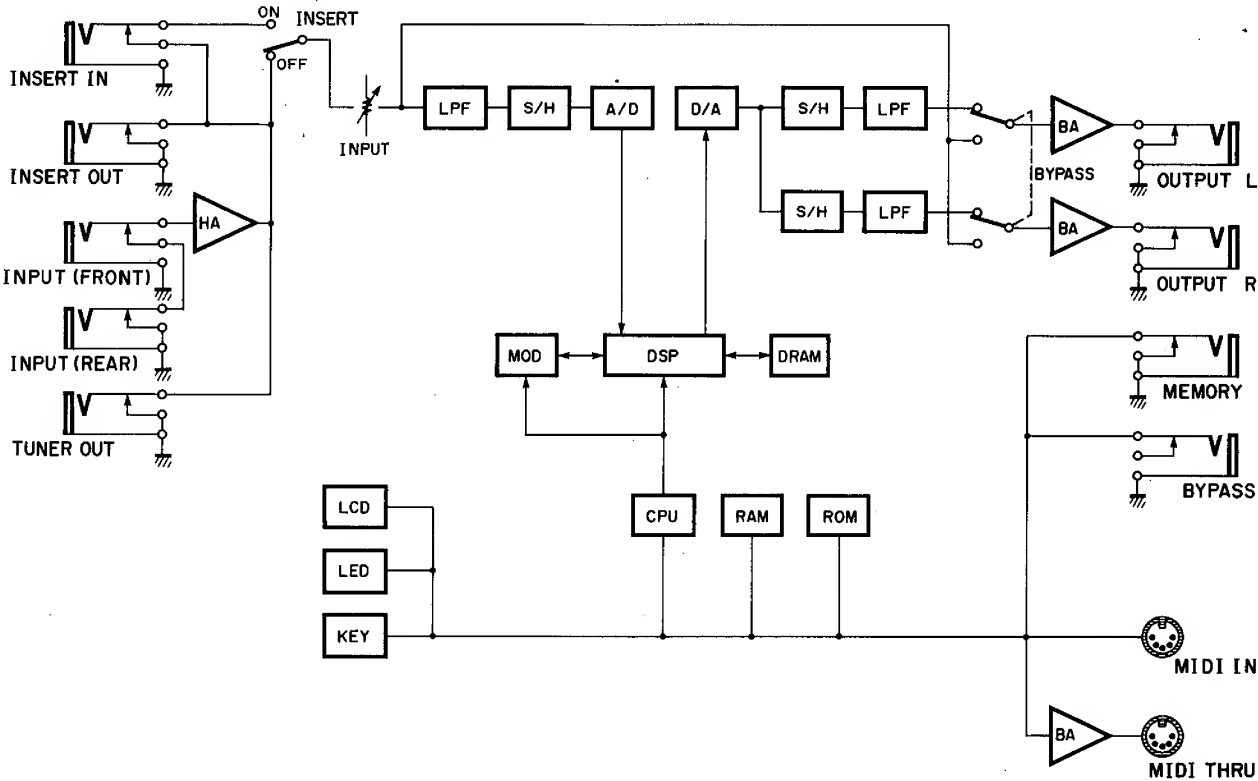 ON
INSERT
OFF
INSERT IN
INPUT
LPF
S/H
A/D
D/A
S/H
LPF
BA
INSERT OUT
BYPASS
OUTPUT L
HA
S/H
LPF
BA
INPUT (FRONT)
OUTPUT R
INPUT (REAR)
MOD
DSP
DRAM
MEMORY
TUNER OUT
BYPASS
LCD
CPU
RAM
ROM
LED
KEY
MIDI IN
BA
MIDI THRU